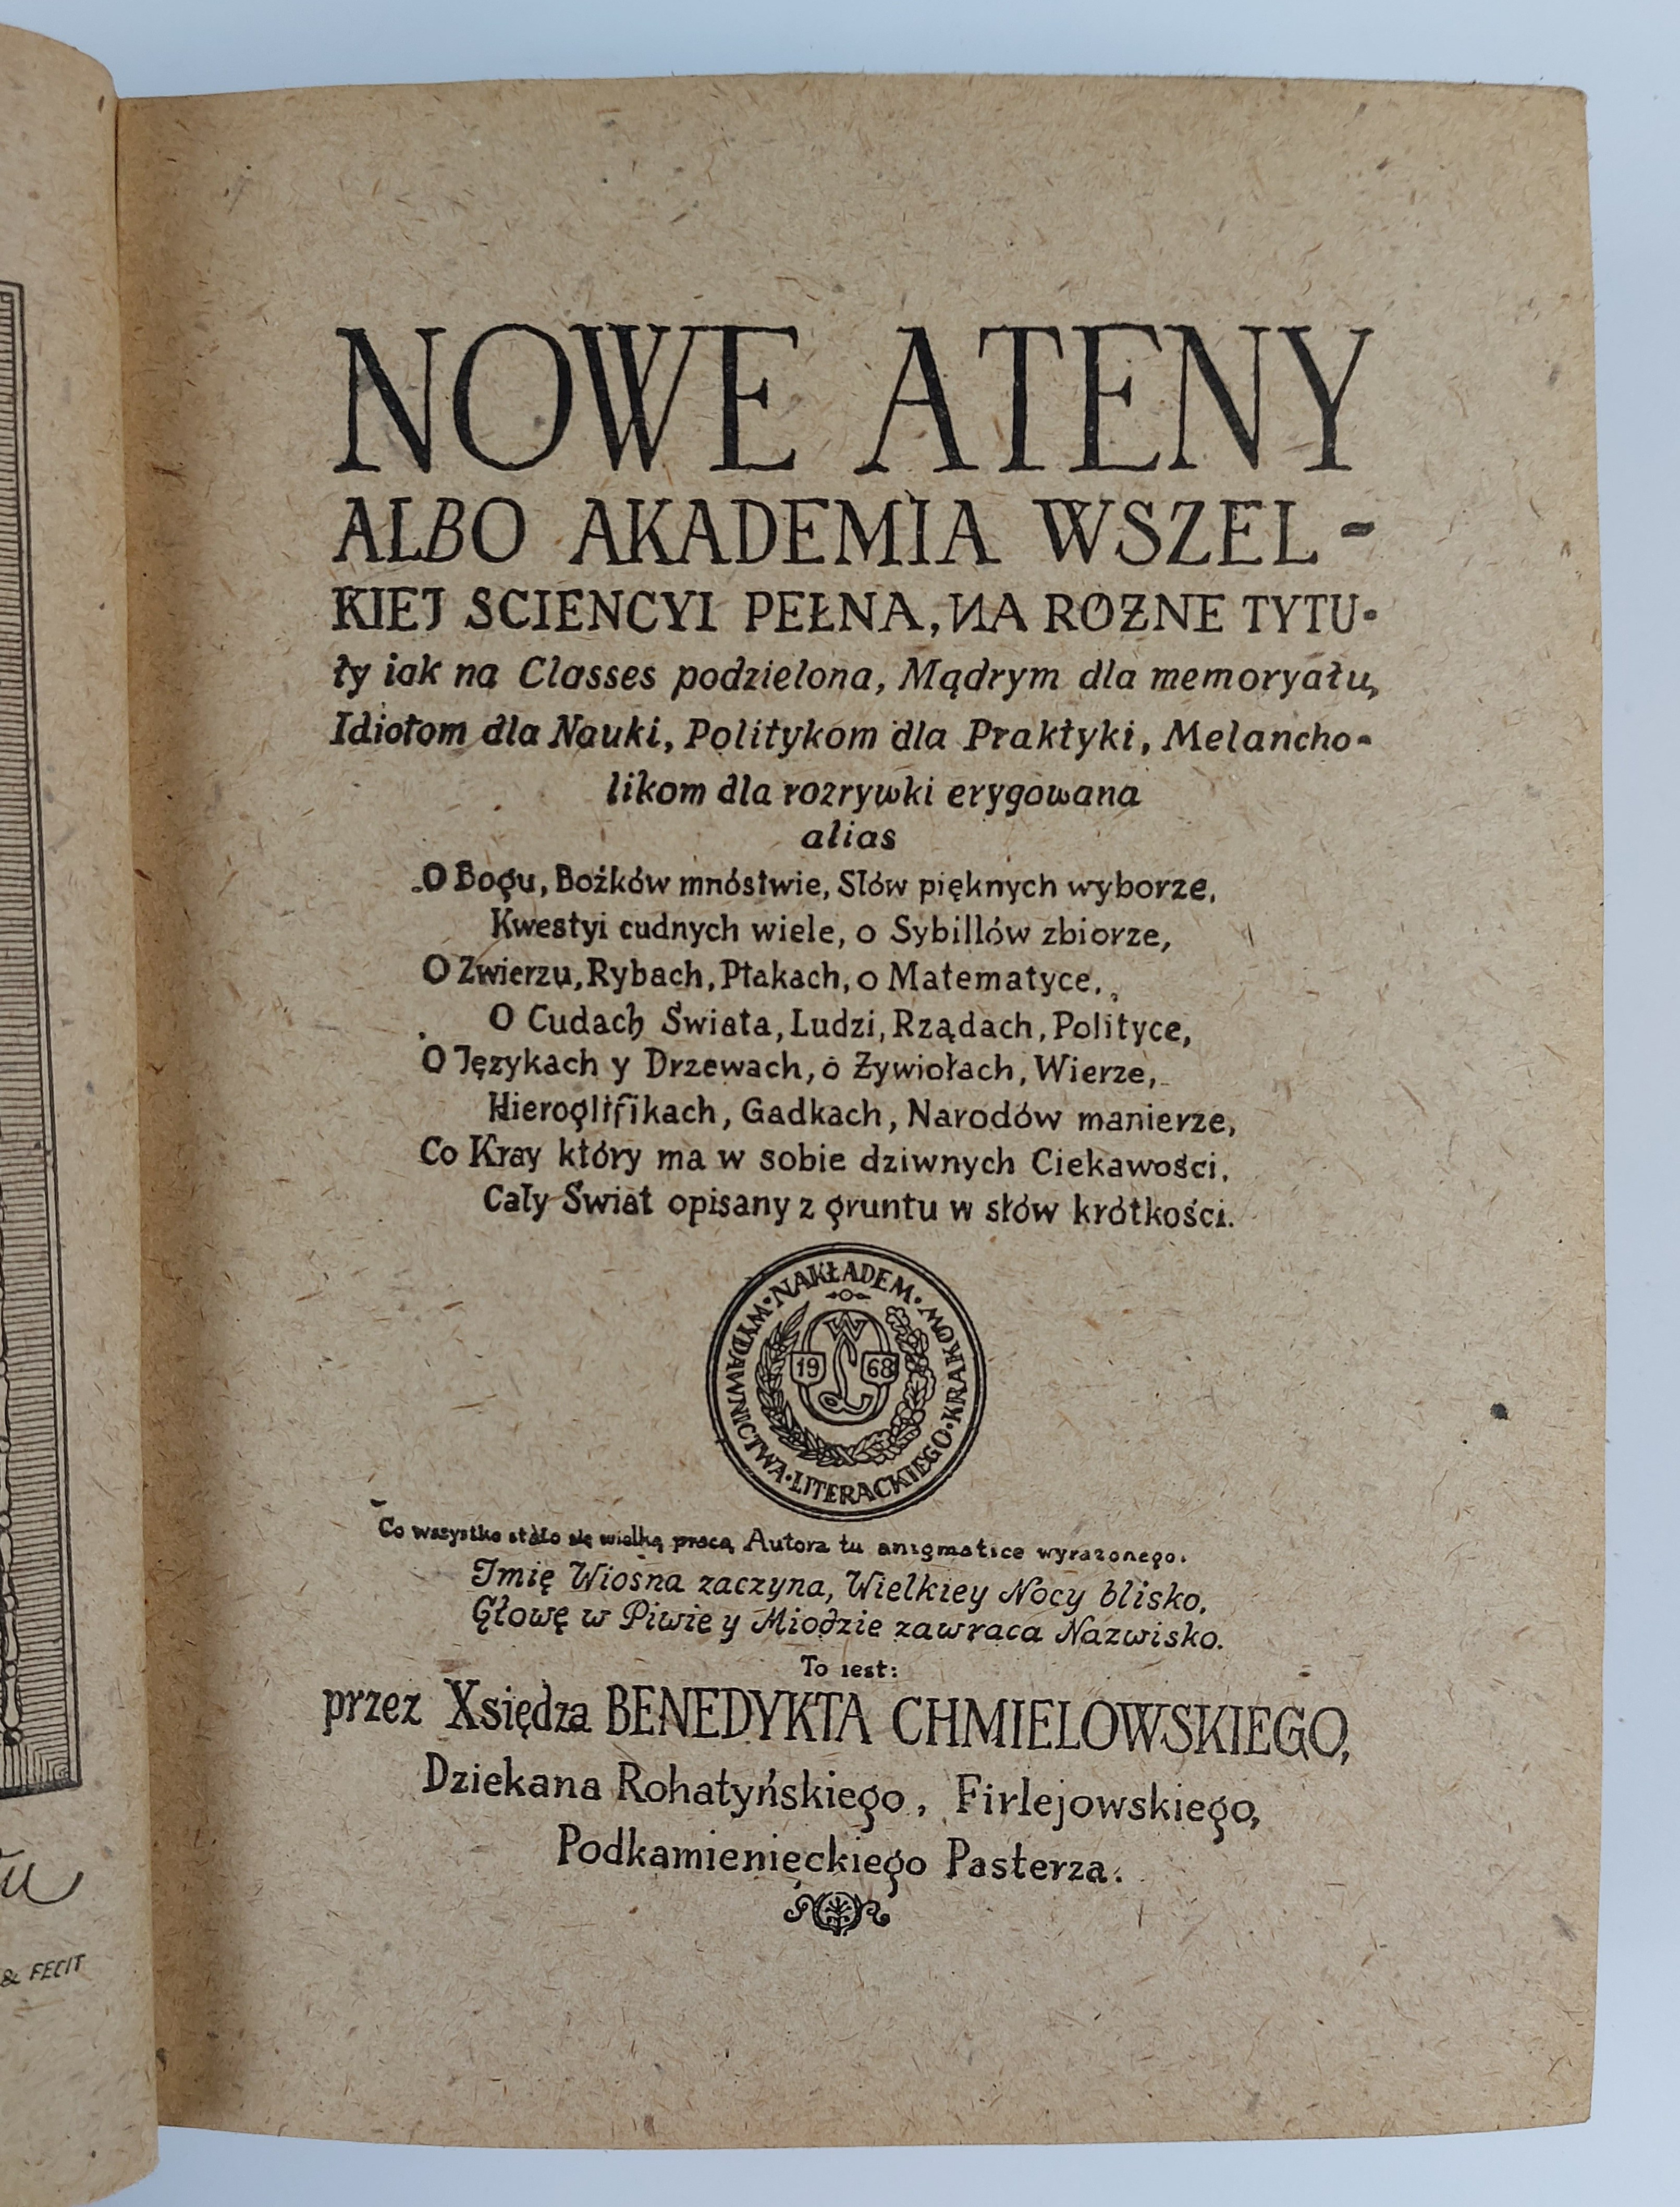 NOWE ATENY
ALBO AKADEMIA WSZEL-
KIEJ SCIENCYI PEŁNA, NA ROZNE TYTU-
ły iak na Classes podzielona, Mądrym dla memoryału,
Idiotom dla Nauki, Politykom dla Praktyki, Melancho-
likom dla rozrywki erygowana
alias
O Bogu, Bożków mnóstwie, Słów pięknych wyborze,
Kwestyi cudnych wiele, o Sybillów zbiorze,
O Zwierzu, Rybach, Ptakach, o Matematyce,
O Cudach Swiata, Ludzi, Rządach, Polityce,
O Językach y Drzewach, o Zywiołach, Wierze,
Hieroglifikach, Gadkach, Narodów manierze,
Co Kray który ma w sobie dziwnych Ciekawości,
Cały Swiat opisany z gruntu w słów krótkości.
NAKŁADEM · WYDAWNICTWA · LITERACKIEGO · KRAKOW
W
19 68
L
Co wszystko stało się wielką pracą Autora tu ænigmatice wyrazonego.
Imię Wiosna zaczyna, Wielkiey Nocy blisko,
Głowę w Piwie y Miodzie zawraca Nazwisko.
To iest:
przez Xsiędza BENEDYKTA CHMIELOWSKIEGO,
Dziekana Rohatyńskiego, Firlejowskiego,
Podkamienieckiego Pasterza.
& FECIT